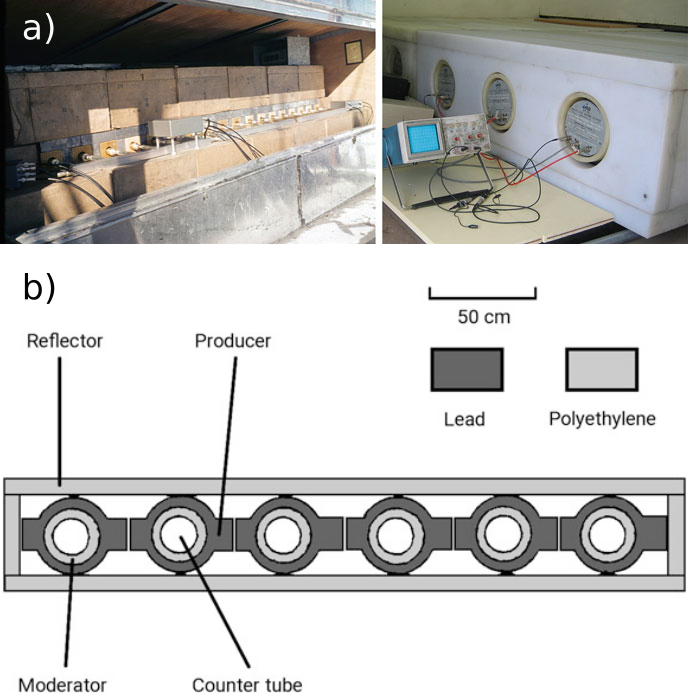 a)
b)
50 cm
Reflector
Producer
Lead
Polyethylene
Moderator
Counter tube